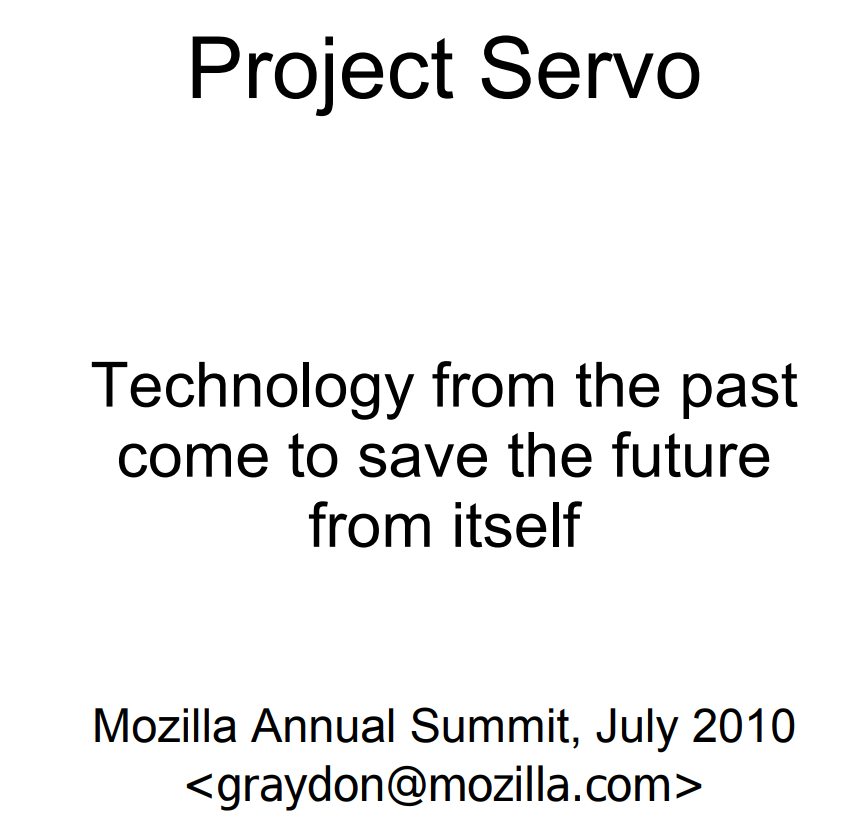 Project Servo
Technology from the past
come to save the future
from itself
Mozilla Annual Summit, July 2010
<graydon@mozilla.com>